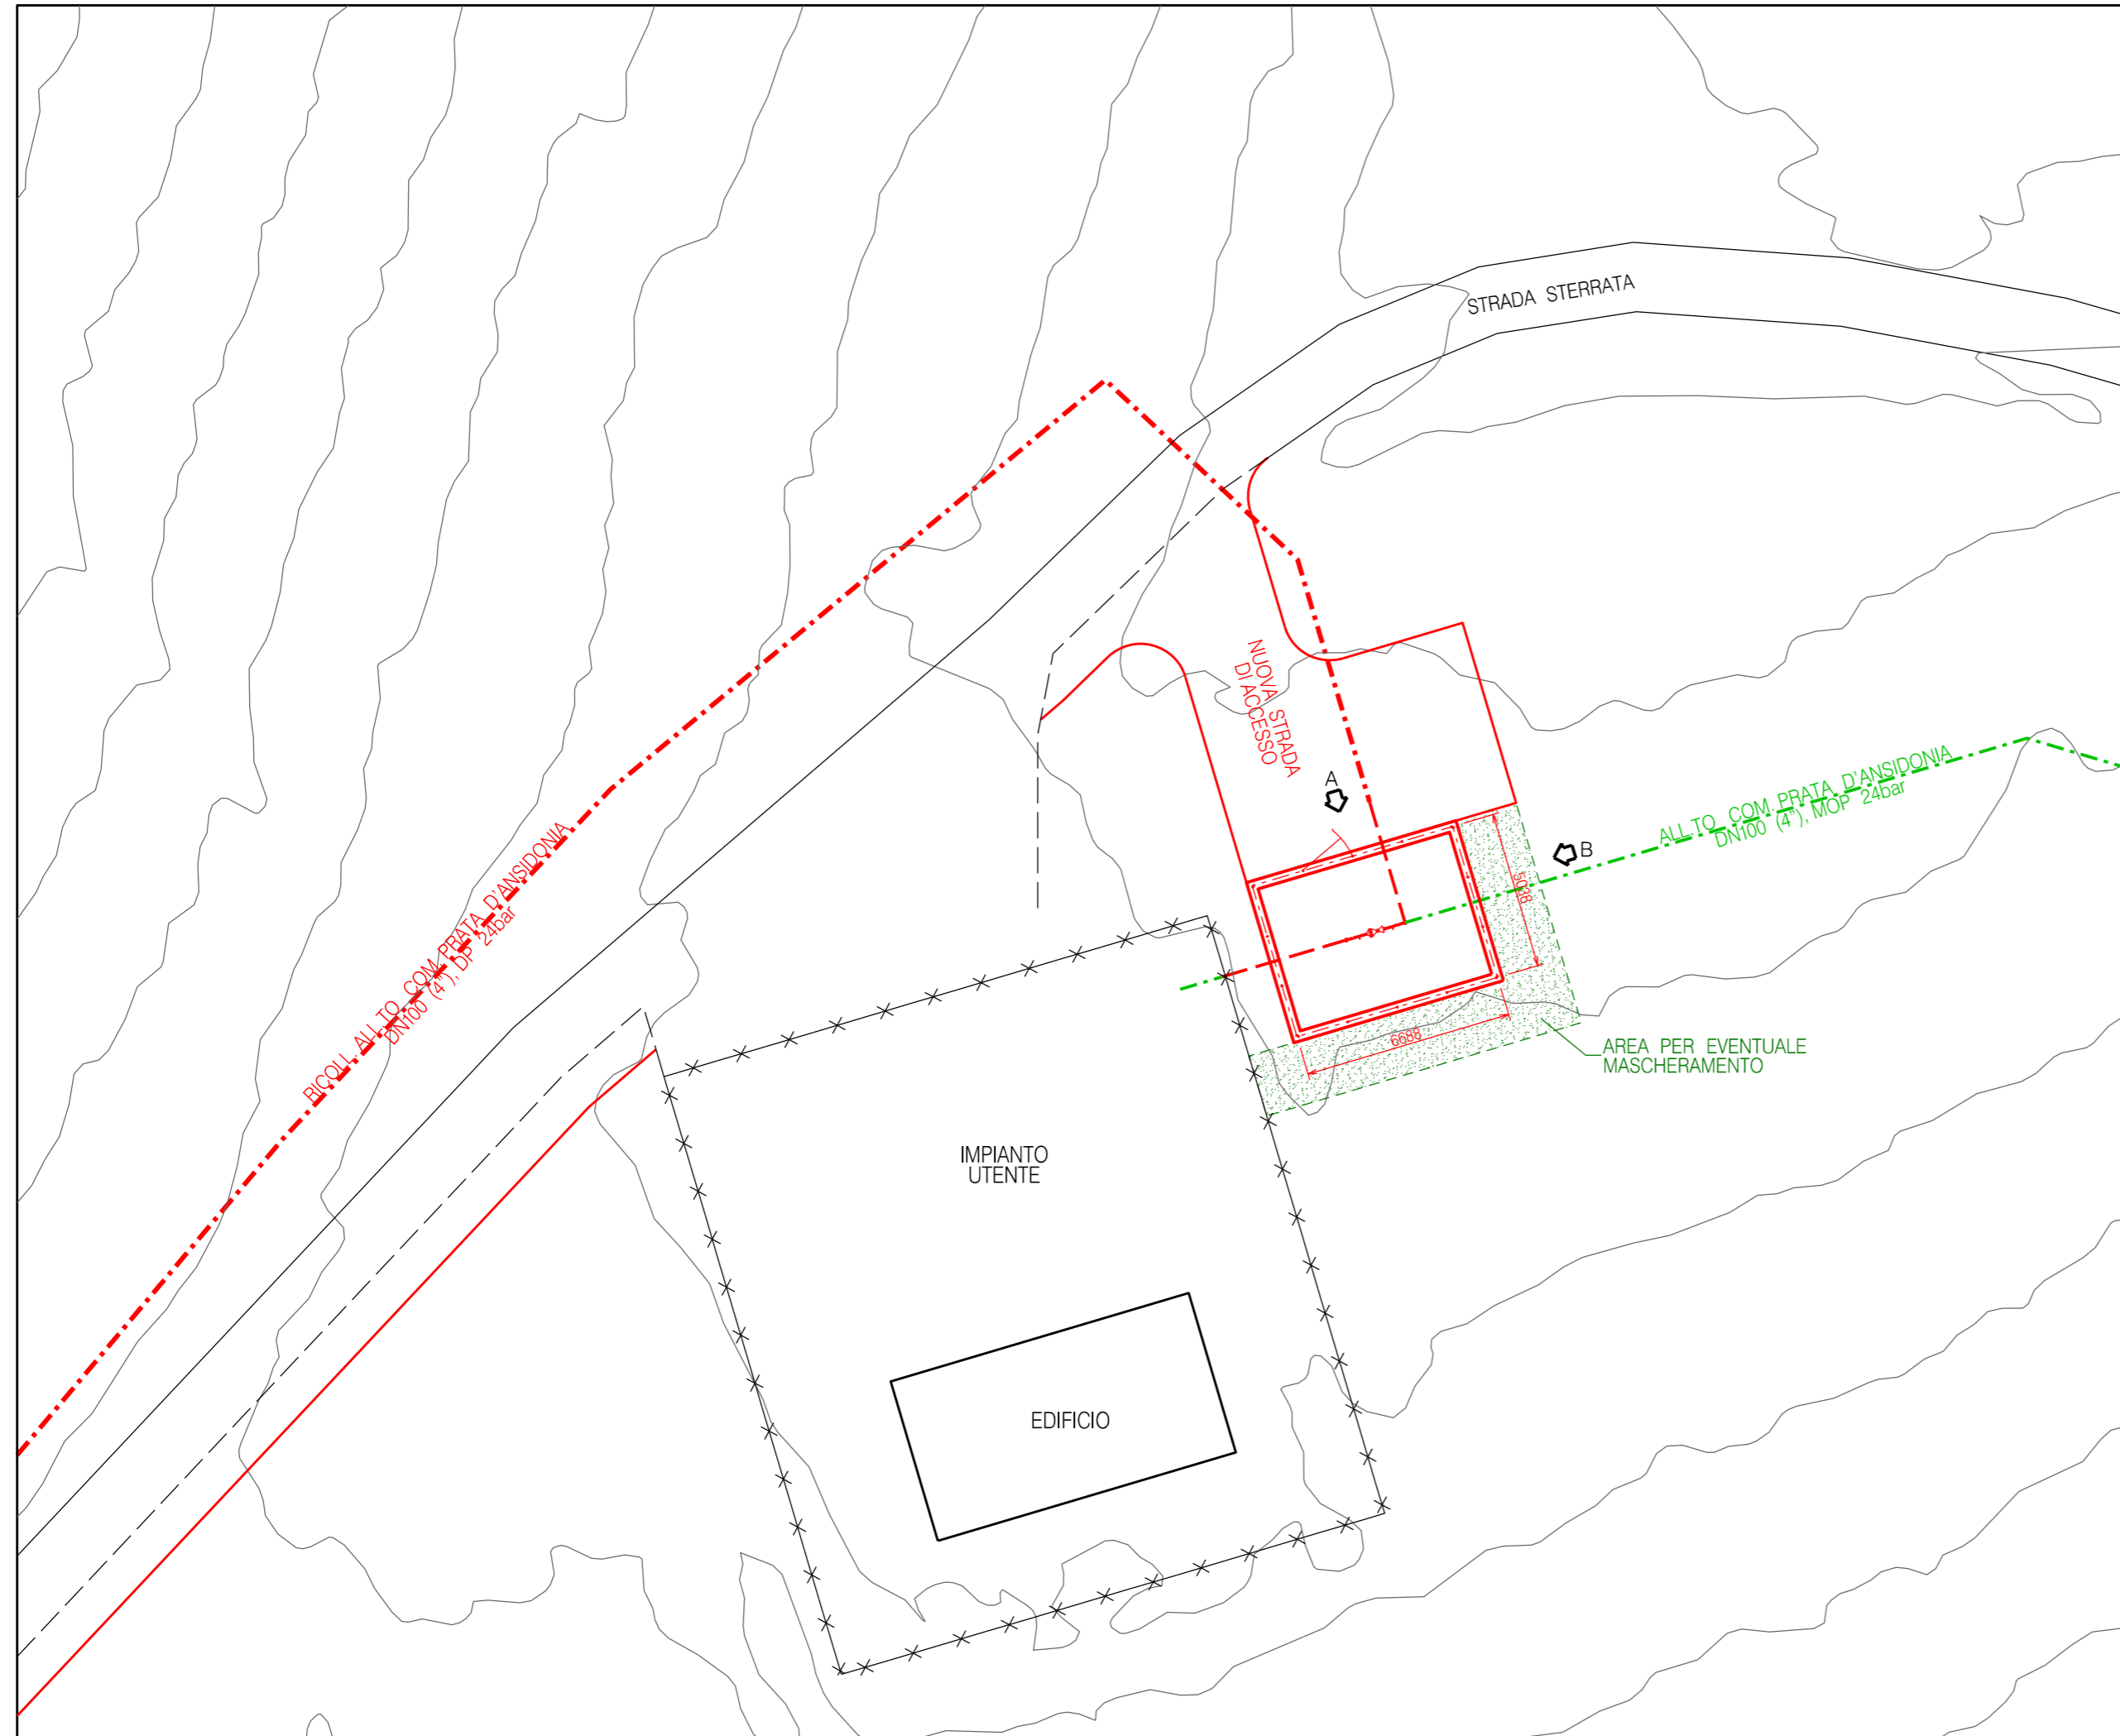 STRADA STERRATA
NUOVA STRADA
DI ACCESSO
A
B
ALL.TO COM. PRATA D'ANSIDONIA
DN100 (4"), MOP 24bar
RICOLL. ALL.TO COM. PRATA D'ANSIDONIA
DN100 (4"), DP 24bar
5088
6688
AREA PER EVENTUALE
MASCHERAMENTO
IMPIANTO
UTENTE
EDIFICIO